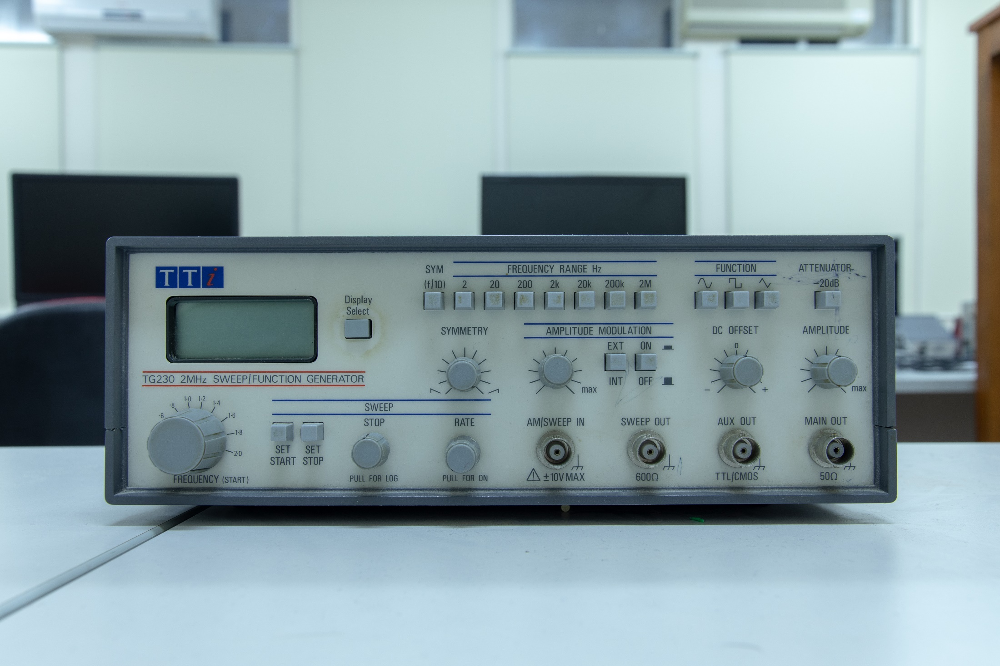 TTi
Display
Select
TG230 2MHz SWEEP/FUNCTION GENERATOR
.6 .8 1·0 1·2 1·4 1·6 1·8 2·0
FREQUENCY (START)
SWEEP
SET
START
SET
STOP
STOP
PULL FOR LOG
RATE
PULL FOR ON
SYM
(f/10)
FREQUENCY RANGE Hz
2 20 200 2k 20k 200k 2M
SYMMETRY
AMPLITUDE MODULATION
max
EXT
INT
ON
OFF
FUNCTION
ATTENUATOR
-20dB
DC OFFSET
0
- +
AMPLITUDE
max
AM/SWEEP IN
±10V MAX
SWEEP OUT
600Ω
AUX OUT
TTL/CMOS
MAIN OUT
50Ω